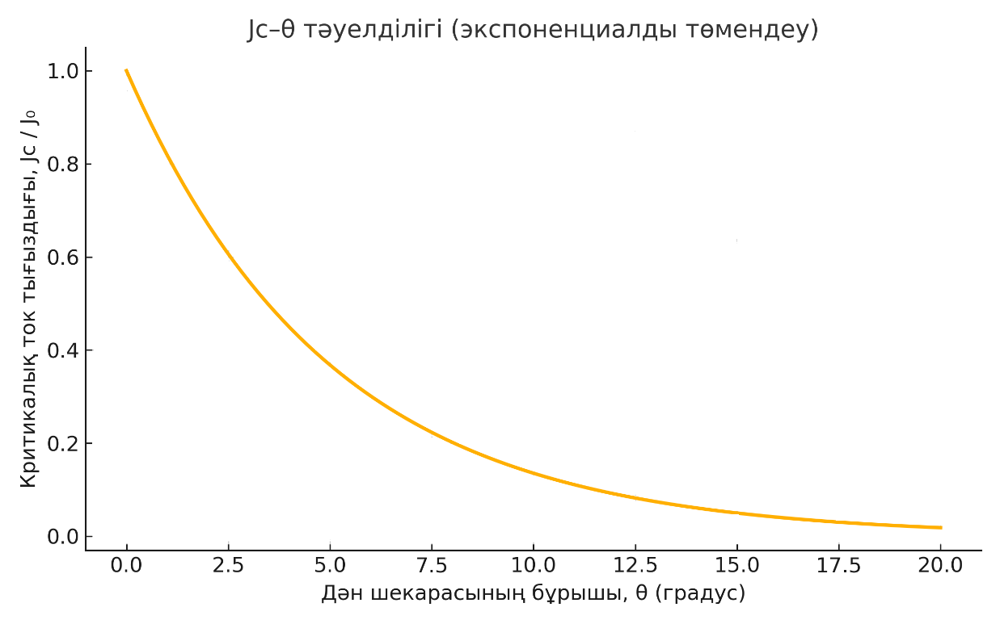 Jc–θ тәуелділігі (экспоненциалды төмендеу)
Критикалық ток тығыздығы, Jc / J₀
1.0
0.8
0.6
0.4
0.2
0.0
0.0 2.5 5.0 7.5 10.0 12.5 15.0 17.5 20.0
Дән шекарасының бұрышы, θ (градус)